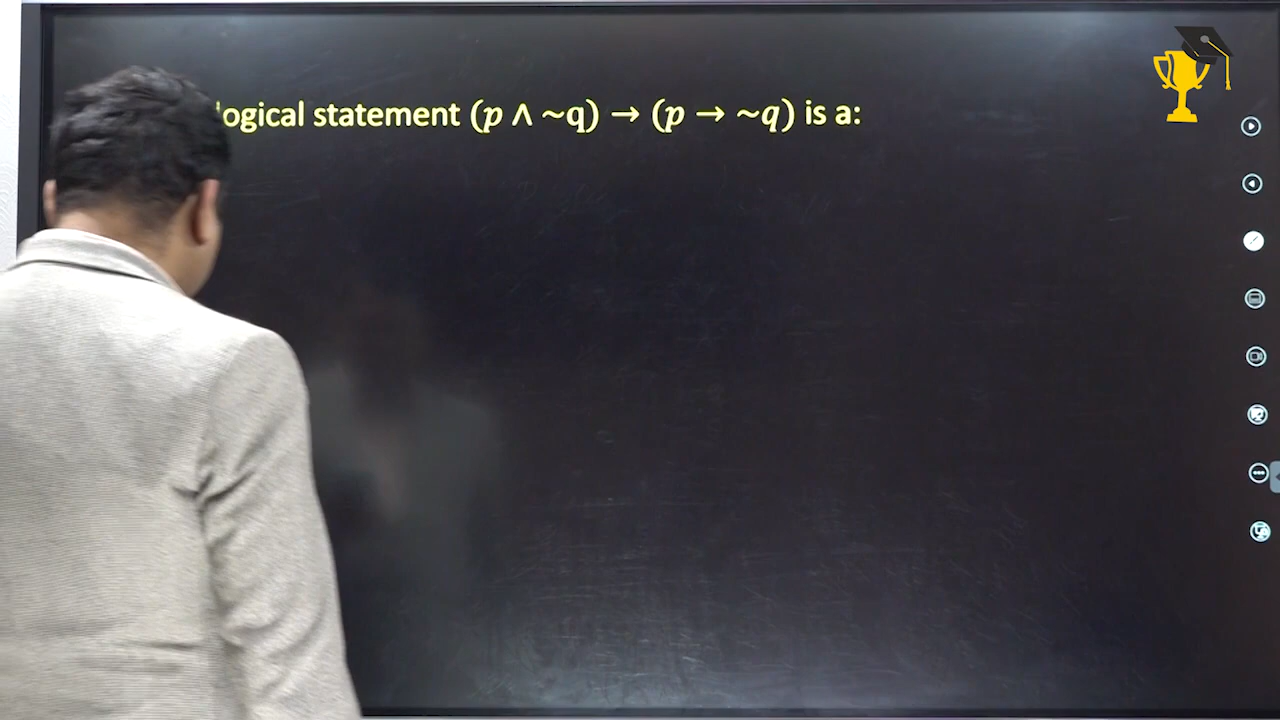 logical statement (p ∧ ~q) → (p → ~q) is a: